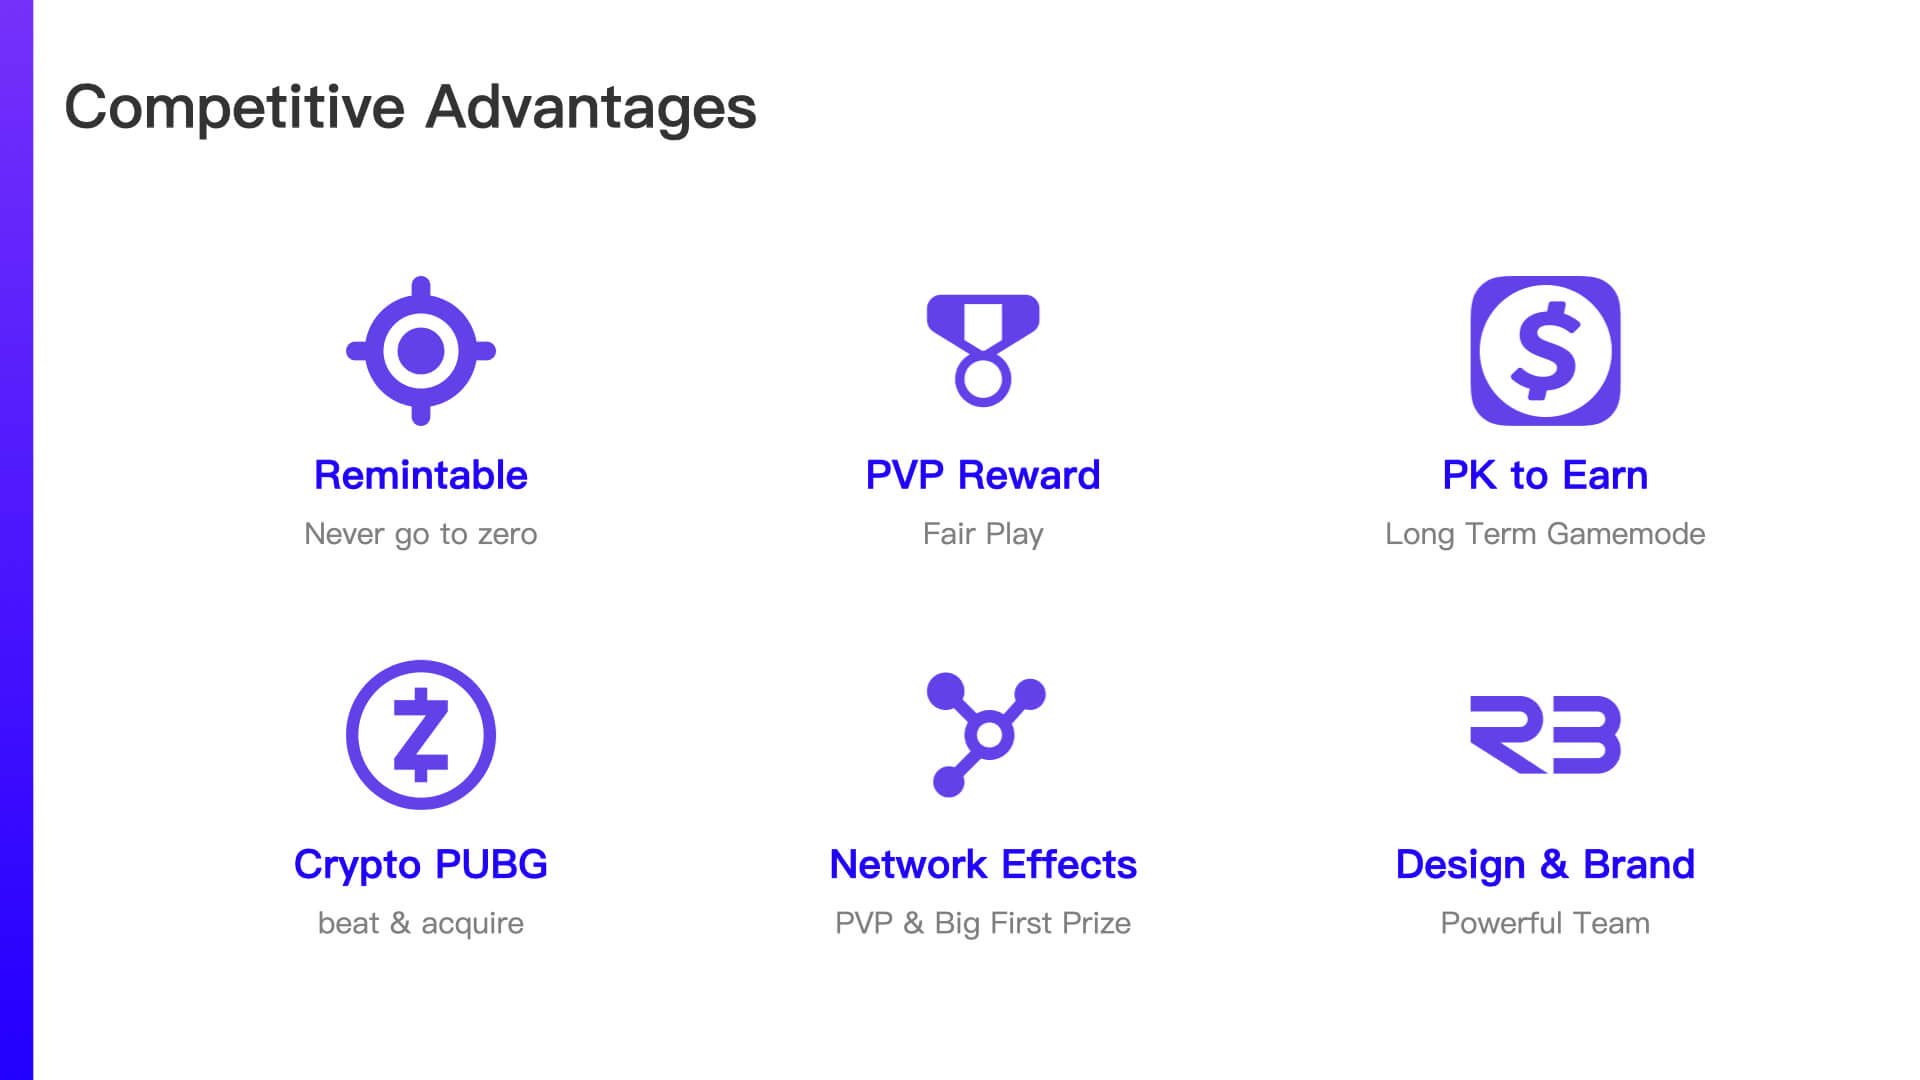 Competitive Advantages
Remintable
Never go to zero
PVP Reward
Fair Play
PK to Earn
Long Term Gamemode
Crypto PUBG
beat & acquire
Network Effects
PVP & Big First Prize
R3
Design & Brand
Powerful Team